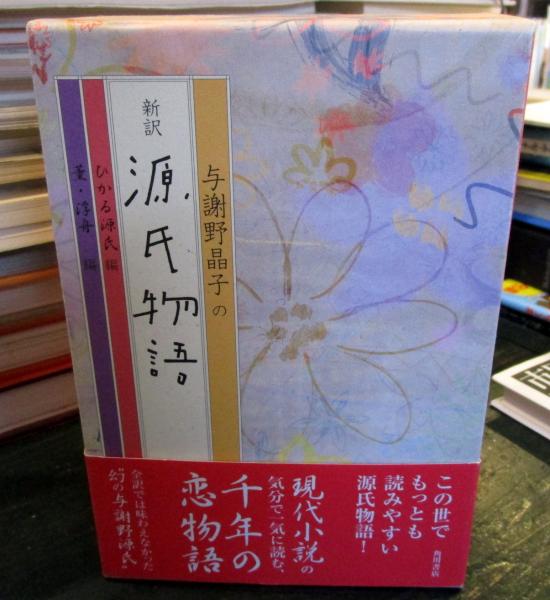 与謝野晶子の
新訳
源氏物語
ひかる源氏 編
薫・浮舟 編
この世で
もっとも
読みやすい
源氏物語!
角川書店
現代小説の
気分で一気に読む、
千年の
恋物語
全訳では味わえなかった
"幻の与謝野源氏"